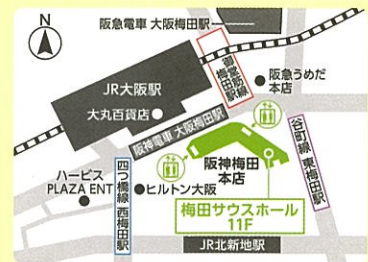 N
阪急電車 大阪梅田駅
御堂筋線
梅田駅
阪急うめだ
本店
JR大阪駅
大丸百貨店
阪神電車 大阪梅田駅
谷町線 東梅田駅
四つ橋線 西梅田駅
ハービス
PLAZA ENT
ヒルトン大阪
阪神梅田
本店
梅田サウスホール
11F
JR北新地駅